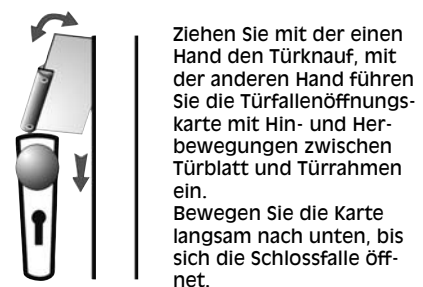 Ziehen Sie mit der einen
Hand den Türknauf, mit
der anderen Hand führen
Sie die Türfallenöffnungs-
karte mit Hin- und Her-
bewegungen zwischen
Türblatt und Türrahmen
ein.
Bewegen Sie die Karte
langsam nach unten, bis
sich die Schlossfalle öff-
net.